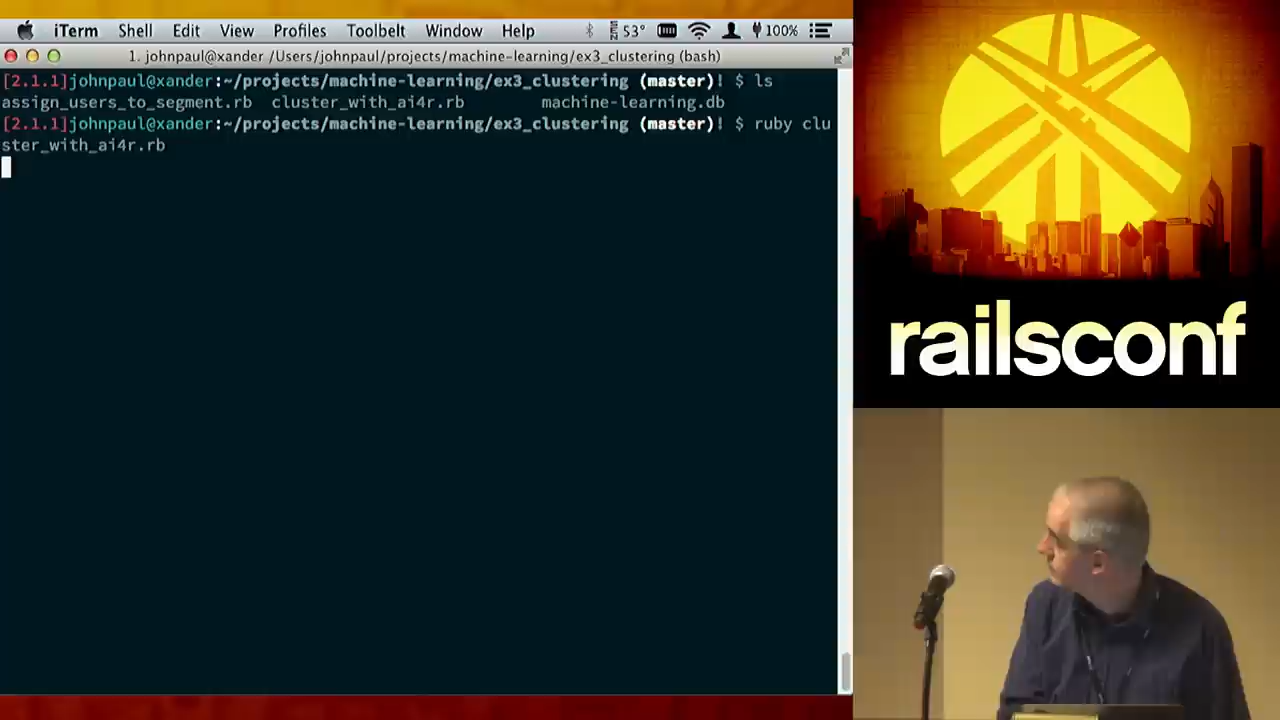 iTerm Shell Edit View Profiles Toolbelt Window Help 53° 100%
1. johnpaul@xander /Users/johnpaul/projects/machine-learning/ex3_clustering (bash)
[2.1.1]johnpaul@xander:~/projects/machine-learning/ex3_clustering (master)! $ ls
assign_users_to_segment.rb cluster_with_ai4r.rb machine-learning.db
[2.1.1]johnpaul@xander:~/projects/machine-learning/ex3_clustering (master)! $ ruby clu
ster_with_ai4r.rb
railsconf